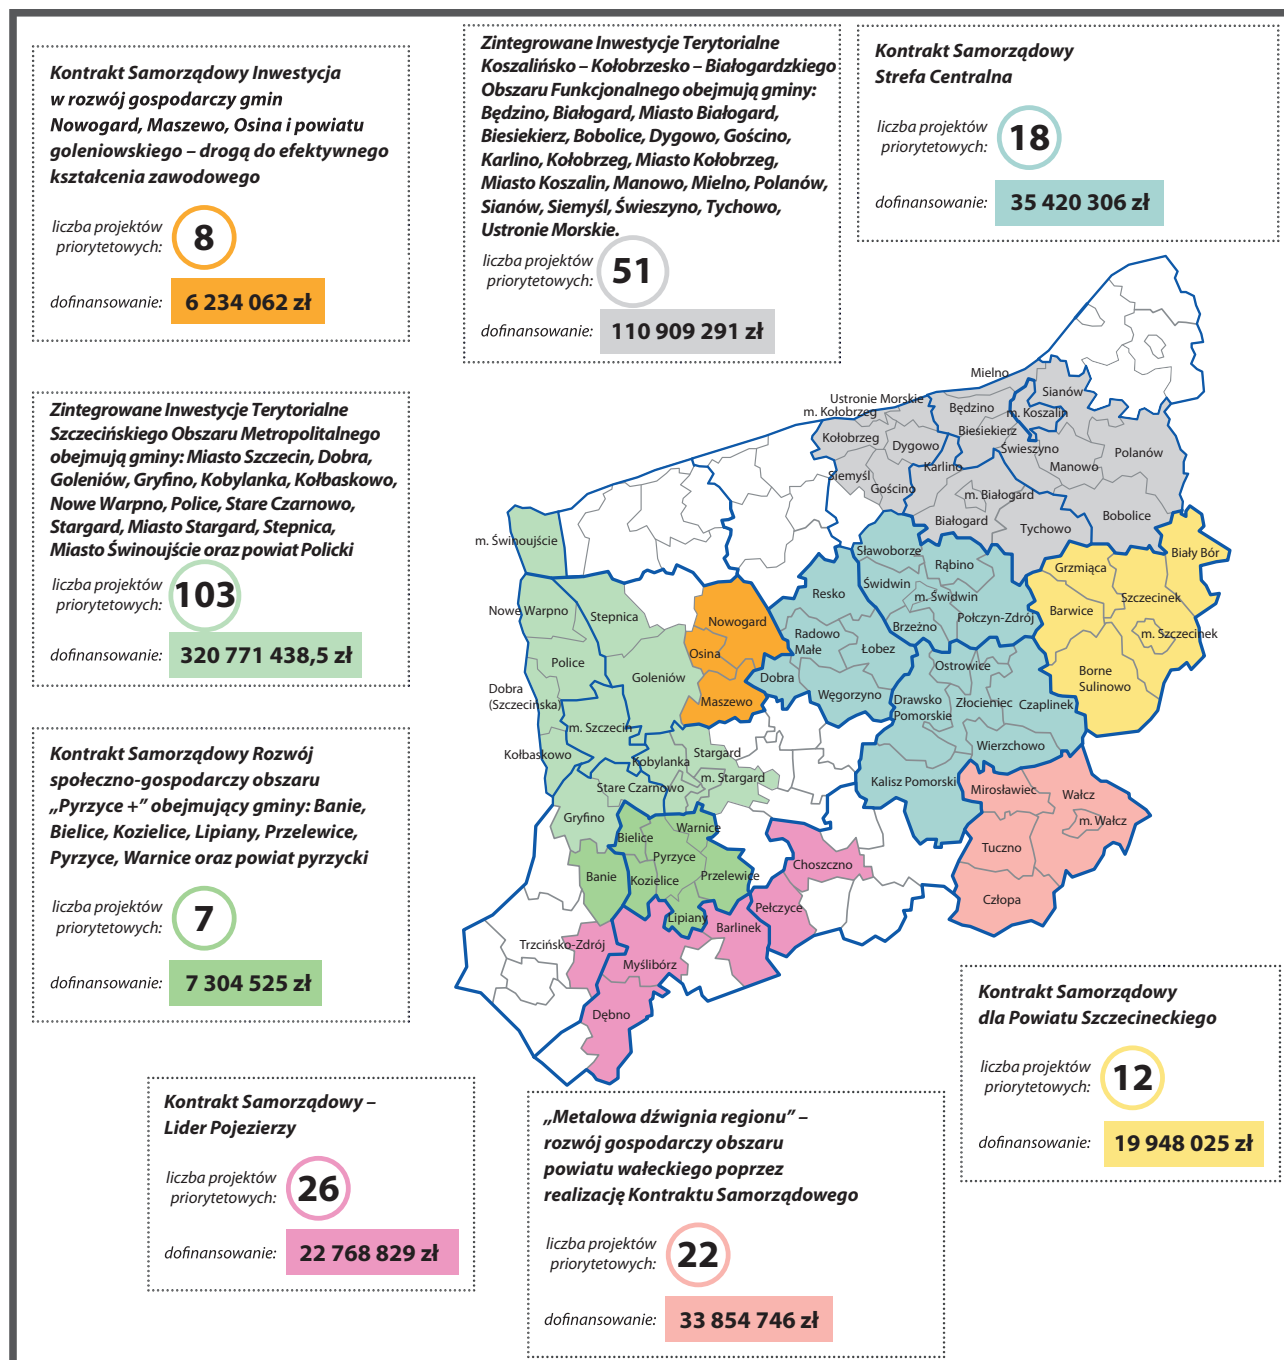 Kontrakt Samorządowy Inwestycja
w rozwój gospodarczy gmin
Nowogard, Maszewo, Osina i powiatu
goleniowskiego – drogą do efektywnego
kształcenia zawodowego
liczba projektów
priorytetowych:
8
dofinansowanie:
6 234 062 zł
Zintegrowane Inwestycje Terytorialne
Koszalińsko – Kołobrzesko – Białogardzkiego
Obszaru Funkcjonalnego obejmują gminy:
Będzino, Białogard, Miasto Białogard,
Biesiekierz, Bobolice, Dygowo, Gościno,
Karlino, Kołobrzeg, Miasto Kołobrzeg,
Miasto Koszalin, Manowo, Mielno, Polanów,
Sianów, Siemyśl, Świeszyno, Tychowo,
Ustronie Morskie.
liczba projektów
priorytetowych:
51
dofinansowanie:
110 909 291 zł
Kontrakt Samorządowy
Strefa Centralna
liczba projektów
priorytetowych:
18
dofinansowanie:
35 420 306 zł
Zintegrowane Inwestycje Terytorialne
Szczecińskiego Obszaru Metropolitalnego
obejmują gminy: Miasto Szczecin, Dobra,
Goleniów, Gryfino, Kobylanka, Kołbaskowo,
Nowe Warpno, Police, Stare Czarnowo,
Stargard, Miasto Stargard, Stepnica,
Miasto Świnoujście oraz powiat Policki
liczba projektów
priorytetowych:
103
dofinansowanie:
320 771 438,5 zł
Kontrakt Samorządowy Rozwój
społeczno-gospodarczy obszaru
„Pyrzyce +” obejmujący gminy: Banie,
Bielice, Kozielice, Lipiany, Przelewice,
Pyrzyce, Warnice oraz powiat pyrzycki
liczba projektów
priorytetowych:
7
dofinansowanie:
7 304 525 zł
Mielno
Sianów
Ustronie Morskie
m. Kołobrzeg
Będzino
m. Koszalin
Kołobrzeg
Dygowo
Biesiekierz
Świeszyno
Polanów
Siemyśl
Karlino
Manowo
Gościno
m. Białogard
Białogard
Tychowo
Bobolice
m. Świnoujście
Sławoborze
Rąbino
Grzmiąca
Biały Bór
Resko
Świdwin
m. Świdwin
Szczecinek
Nowe Warpno
Stepnica
Nowogard
Brzeżno
Połczyn-Zdrój
Barwice
m. Szczecinek
Radowo
Małe
Łobez
Osina
Police
Goleniów
Dobra
Węgorzyno
Ostrowice
Borne
Sulinowo
Dobra
(Szczecińska)
Maszewo
Drawsko
Pomorskie
Złocieniec
Czaplinek
m. Szczecin
Wierzchowo
Kołbaskowo
Kobylanka
Stargard
m. Stargard
Stare Czarnowo
Kalisz Pomorski
Mirosławiec
Wałcz
m. Wałcz
Gryfino
Bielice
Warnice
Pyrzyce
Choszczno
Tuczno
Banie
Kozielice
Przelewice
Człopa
Pełczyce
Lipiany
Barlinek
Trzcińsko-Zdrój
Myślibórz
Dębno
Kontrakt Samorządowy
dla Powiatu Szczecineckiego
liczba projektów
priorytetowych:
12
dofinansowanie:
19 948 025 zł
Kontrakt Samorządowy –
Lider Pojezierzy
liczba projektów
priorytetowych:
26
dofinansowanie:
22 768 829 zł
„Metalowa dźwignia regionu” –
rozwój gospodarczy obszaru
powiatu wałeckiego poprzez
realizację Kontraktu Samorządowego
liczba projektów
priorytetowych:
22
dofinansowanie:
33 854 746 zł